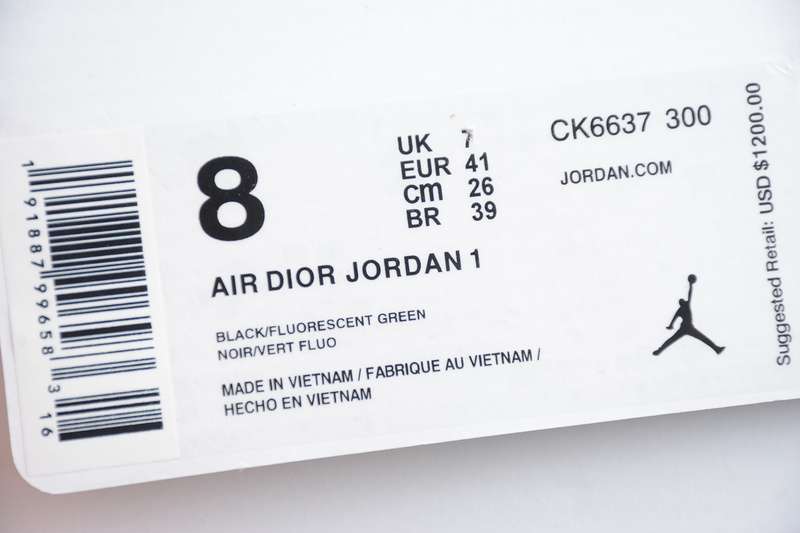 1 91887 99658 3 16
8
UK 7
EUR 41
cm 26
BR 39
CK6637 300
JORDAN.COM
AIR DIOR JORDAN 1
BLACK/FLUORESCENT GREEN
NOIR/VERT FLUO
MADE IN VIETNAM / FABRIQUE AU VIETNAM /
HECHO EN VIETNAM
Suggested Retail: USD $1200.00